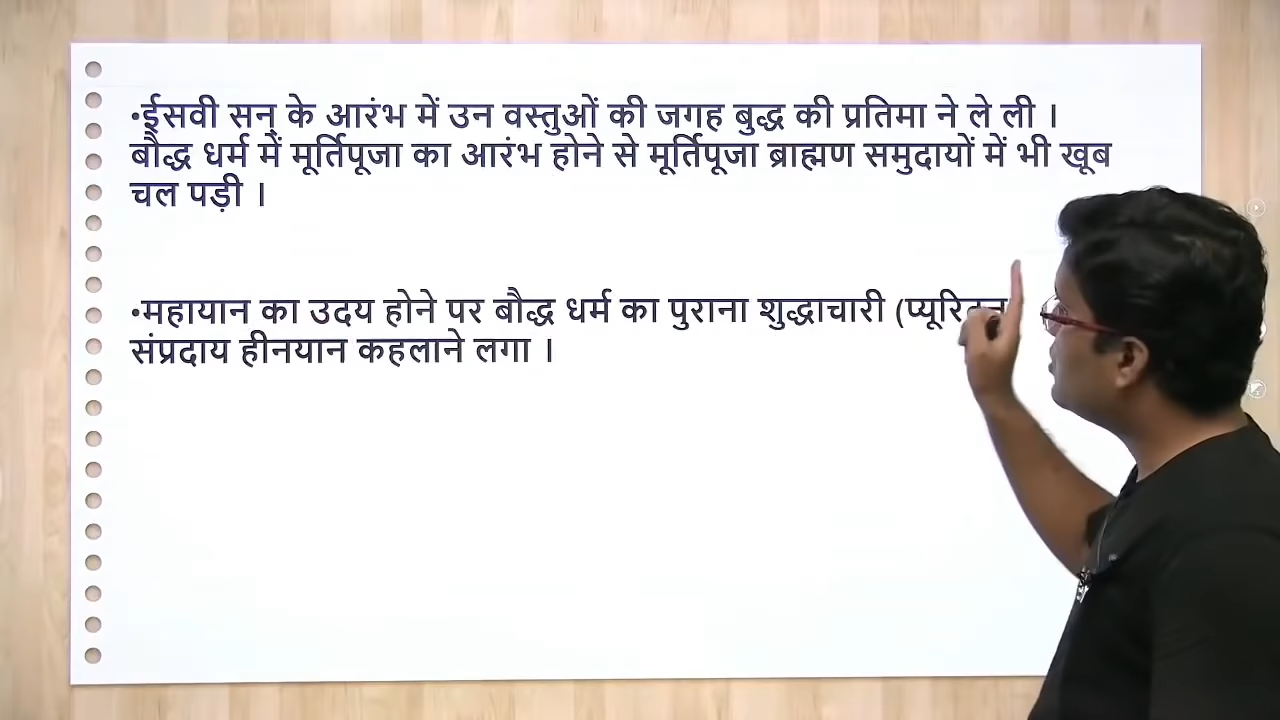 •ईसवी सन् के आरंभ में उन वस्तुओं की जगह बुद्ध की प्रतिमा ने ले ली ।
बौद्ध धर्म में मूर्तिपूजा का आरंभ होने से मूर्तिपूजा ब्राह्मण समुदायों में भी खूब
चल पड़ी ।
•महायान का उदय होने पर बौद्ध धर्म का पुराना शुद्धाचारी
संप्रदाय हीनयान कहलाने लगा ।